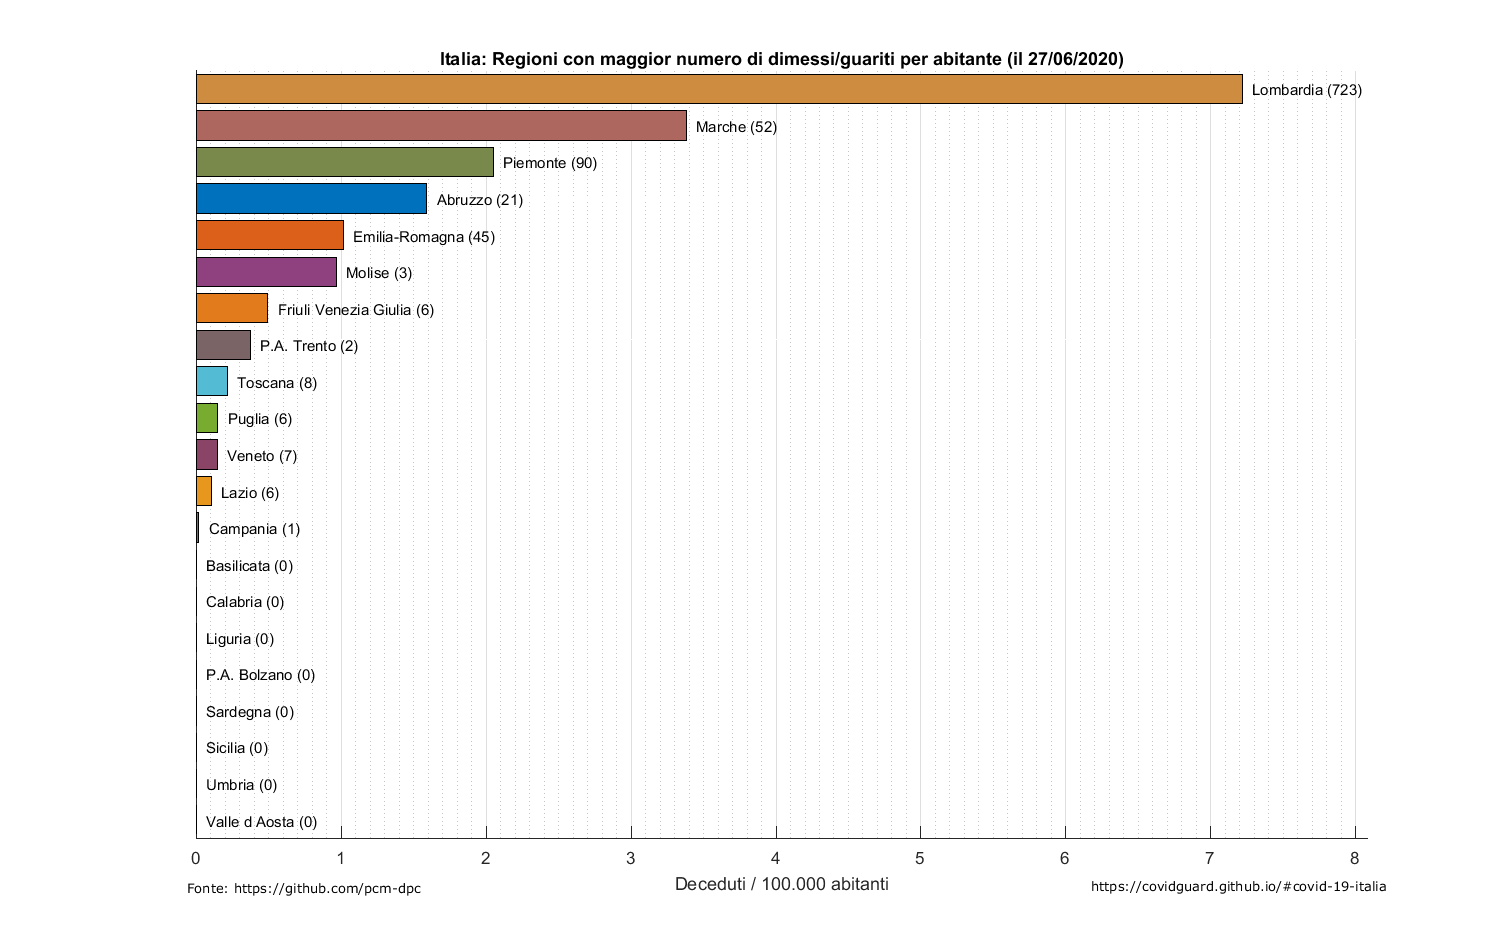 Italia: Regioni con maggior numero di dimessi/guariti per abitante (il 27/06/2020)
Lombardia (723)
Marche (52)
Piemonte (90)
Abruzzo (21)
Emilia-Romagna (45)
Molise (3)
Friuli Venezia Giulia (6)
P.A. Trento (2)
Toscana (8)
Puglia (6)
Veneto (7)
Lazio (6)
Campania (1)
Basilicata (0)
Calabria (0)
Liguria (0)
P.A. Bolzano (0)
Sardegna (0)
Sicilia (0)
Umbria (0)
Valle d Aosta (0)
0 1 2 3 4 5 6 7 8
Deceduti / 100.000 abitanti
Fonte: https://github.com/pcm-dpc
https://covidguard.github.io/#covid-19-italia